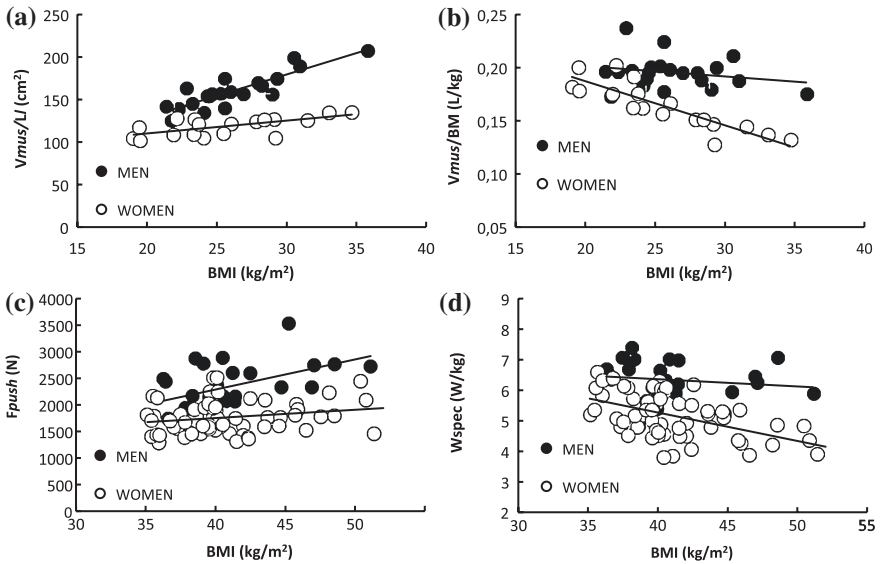 (a)
Vmus/Ll (cm²)
250
200
150
100
50
0
MEN
WOMEN
15 20 25 30 35 40
BMI (kg/m²)
(b)
Vmus/BM (L/kg)
0,25
0,20
0,15
0,10
0,05
MEN
WOMEN
15 20 25 30 35 40
BMI (kg/m²)
(c)
Fpush (N)
4000
3500
3000
2500
2000
1500
1000
500
0
MEN
WOMEN
30 35 40 45 50
BMI (kg/m²)
(d)
Wspec (W/kg)
9
8
7
6
5
4
3
2
MEN
WOMEN
30 35 40 45 50 55
BMI (kg/m²)